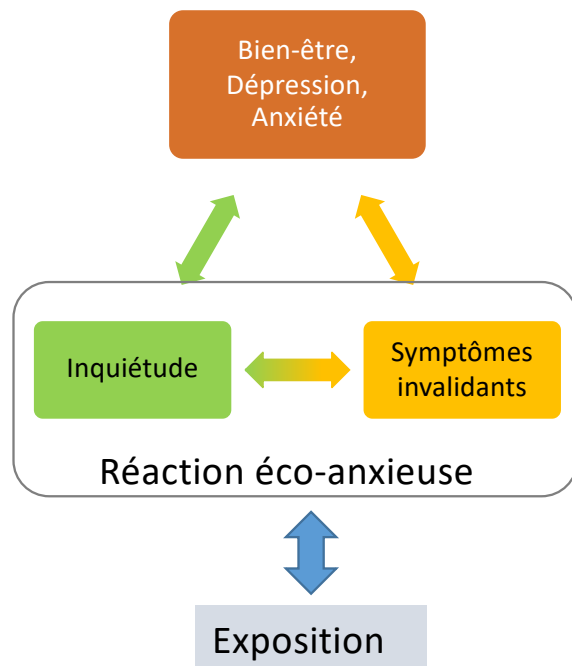 Bien-être,
Dépression,
Anxiété
Inquiétude
Symptômes
invalidants
Réaction éco-anxieuse
Exposition